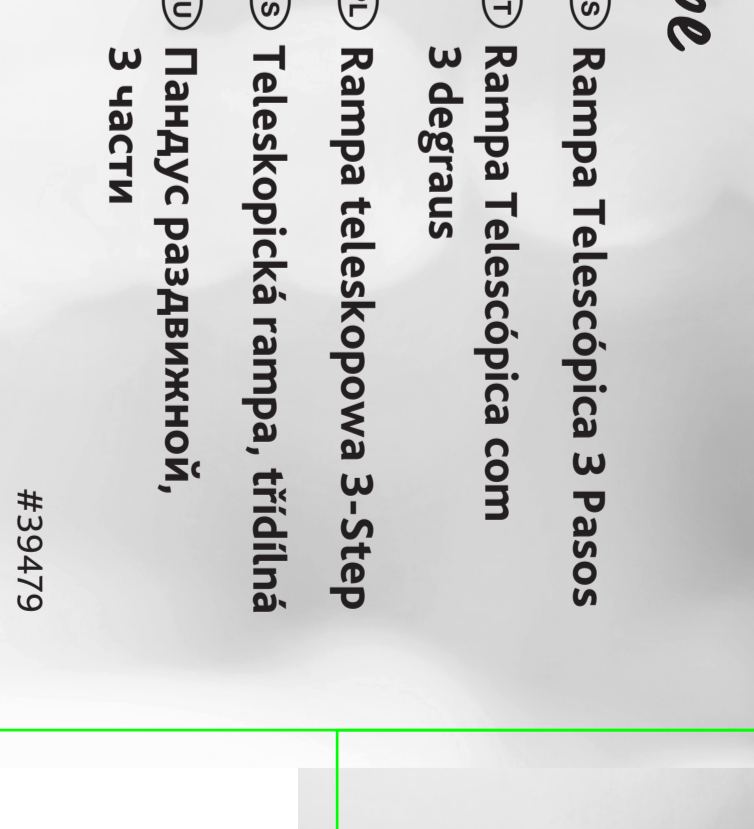 Rampa Telescópica 3 Pasos
Rampa Telescópica com
3 degraus
Rampa teleskopowa 3-Step
Teleskopická rampa, třídílná
Пандус раздвижной,
3 части
#39479